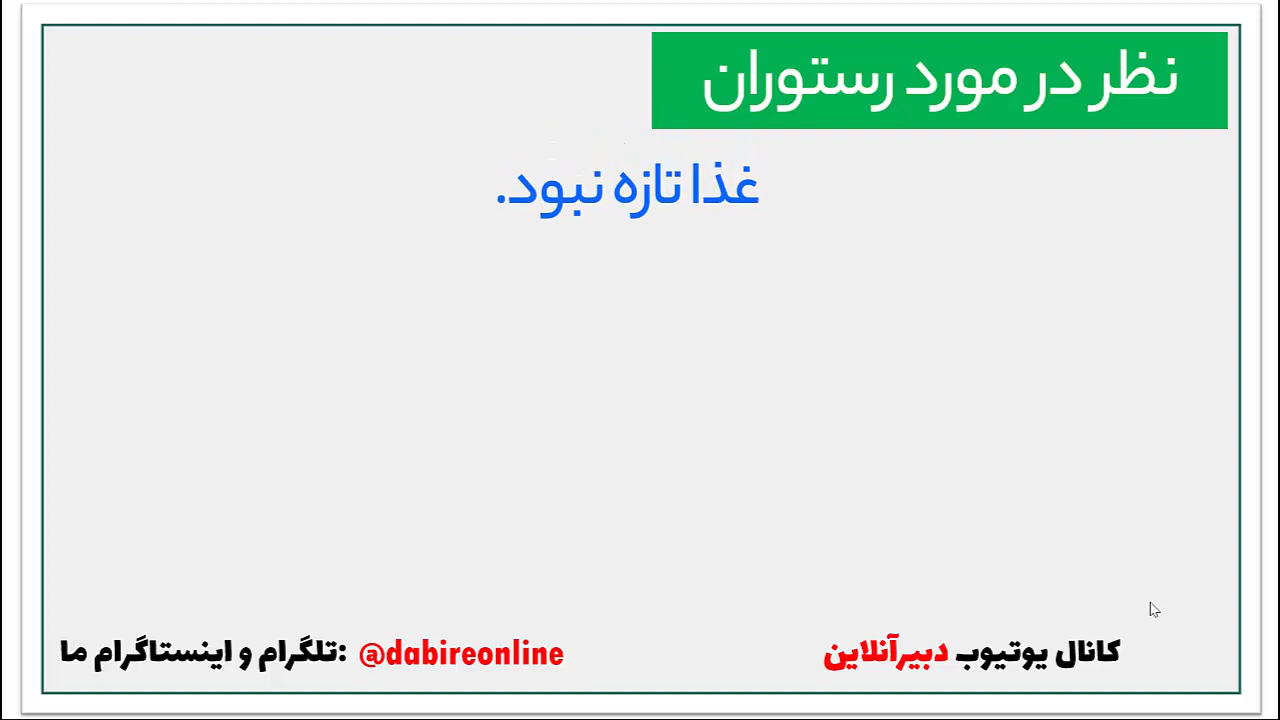 نظر در مورد رستوران
غذا تازه نبود.
کانال یوتیوب دبیرآنلاین
تلگرام و اینستاگرام ما: @dabireonline